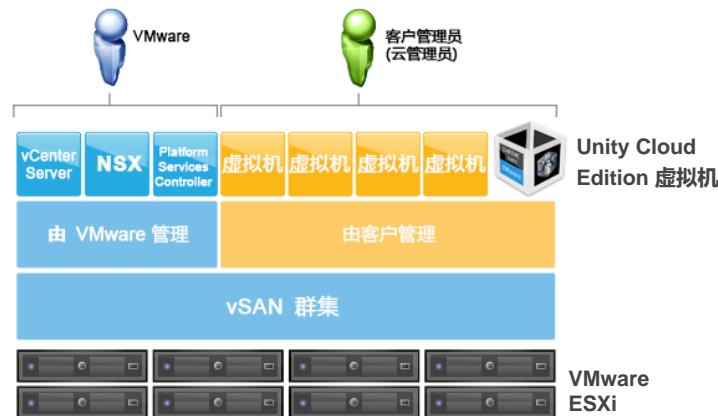 VMware
客户管理员
(云管理员)
vCenter
Server
NSX
Platform
Services
Controller
虚拟机
虚拟机
虚拟机
虚拟机
Unity Cloud
Edition 虚拟机
由 VMware 管理
由客户管理
vSAN 群集
VMware
ESXi